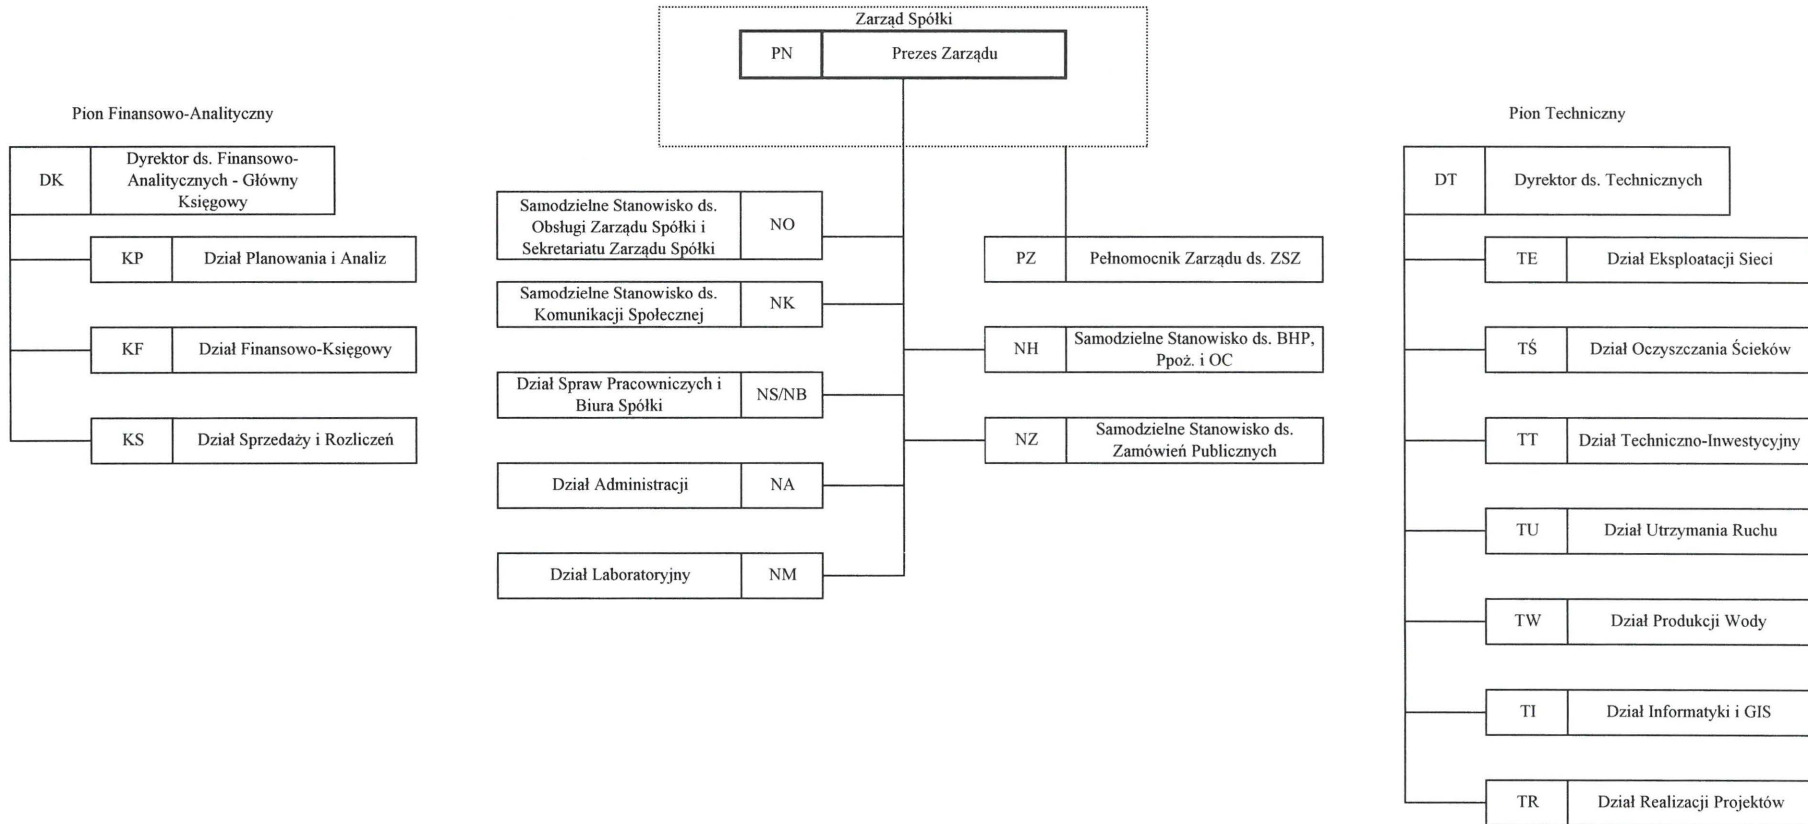 Zarząd Spółki
PN
Prezes Zarządu
Pion Finansowo-Analityczny
DK
Dyrektor ds. Finansowo-
Analitycznych - Główny
Księgowy
KP
Dział Planowania i Analiz
KF
Dział Finansowo-Księgowy
KS
Dział Sprzedaży i Rozliczeń
Samodzielne Stanowisko ds.
Obsługi Zarządu Spółki i
Sekretariatu Zarządu Spółki
NO
Samodzielne Stanowisko ds.
Komunikacji Społecznej
NK
Dział Spraw Pracowniczych i
Biura Spółki
NS/NB
Dział Administracji
NA
Dział Laboratoryjny
NM
PZ
Pełnomocnik Zarządu ds. ZSZ
NH
Samodzielne Stanowisko ds. BHP,
Ppoż. i OC
NZ
Samodzielne Stanowisko ds.
Zamówień Publicznych
Pion Techniczny
DT
Dyrektor ds. Technicznych
TE
Dział Eksploatacji Sieci
TŚ
Dział Oczyszczania Ścieków
TT
Dział Techniczno-Inwestycyjny
TU
Dział Utrzymania Ruchu
TW
Dział Produkcji Wody
TI
Dział Informatyki i GIS
TR
Dział Realizacji Projektów